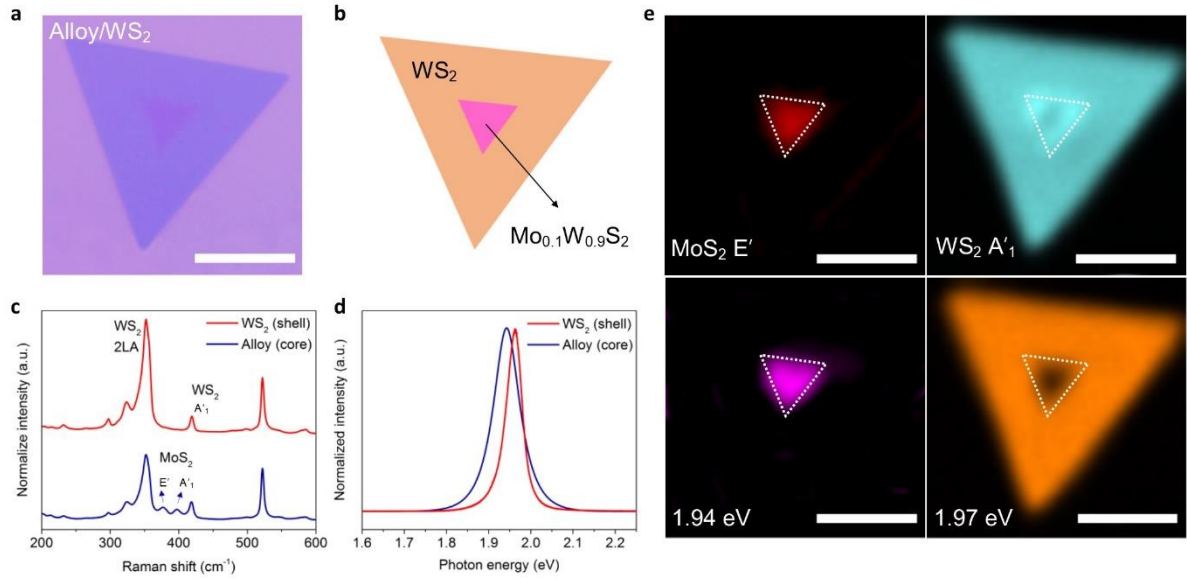 a
Alloy/WS₂
b
WS₂
Mo₀.₁W₀.₉S₂
c
Normalize intensity (a.u.)
WS₂
2LA
WS₂
A′₁
MoS₂
E′
A′₁
WS₂ (shell)
Alloy (core)
200
300
400
500
600
Raman shift (cm⁻¹)
d
Normalized intensity (a.u.)
WS₂ (shell)
Alloy (core)
1.6
1.7
1.8
1.9
2.0
2.1
2.2
Photon energy (eV)
e
MoS₂ E′
WS₂ A′₁
1.94 eV
1.97 eV